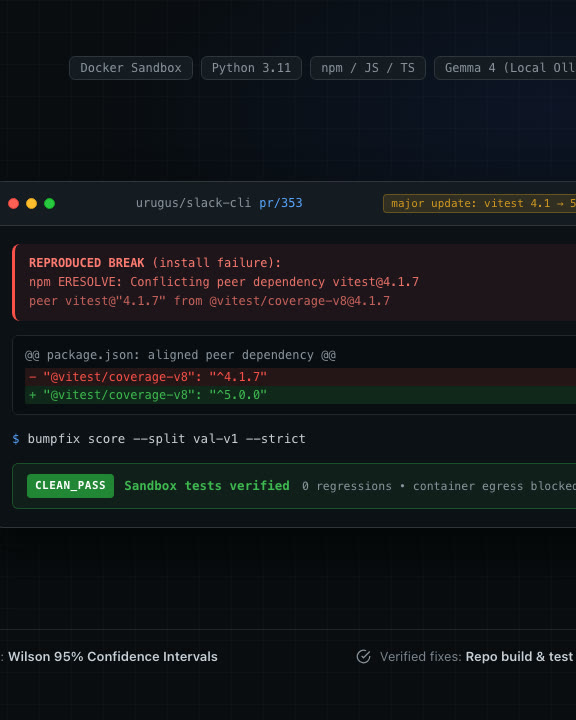 Docker Sandbox Python 3.11 npm / JS / TS Gemma 4 (Local Oll
urugus/slack-cli pr/353 major update: vitest 4.1 → 5
REPRODUCED BREAK (install failure):
npm ERESOLVE: Conflicting peer dependency vitest@4.1.7
peer vitest@"4.1.7" from @vitest/coverage-v8@4.1.7
@@ package.json: aligned peer dependency @@
− "@vitest/coverage-v8": "^4.1.7"
+ "@vitest/coverage-v8": "^5.0.0"
$ bumpfix score --split val-v1 --strict
CLEAN_PASS Sandbox tests verified 0 regressions • container egress blocked
: Wilson 95% Confidence Intervals Verified fixes: Repo build & test